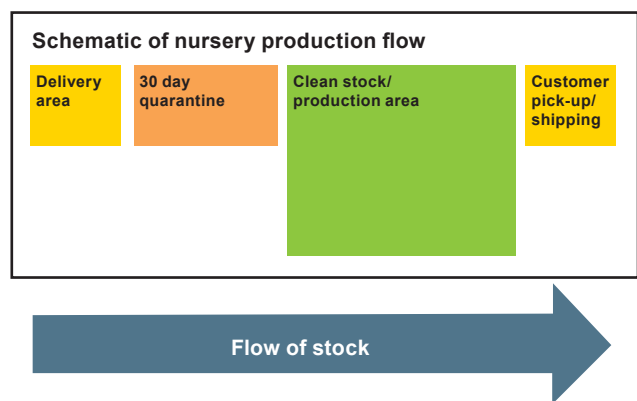 Schematic of nursery production flow
Delivery
area
30 day
quarantine
Clean stock/
production area
Customer
pick-up/
shipping
Flow of stock